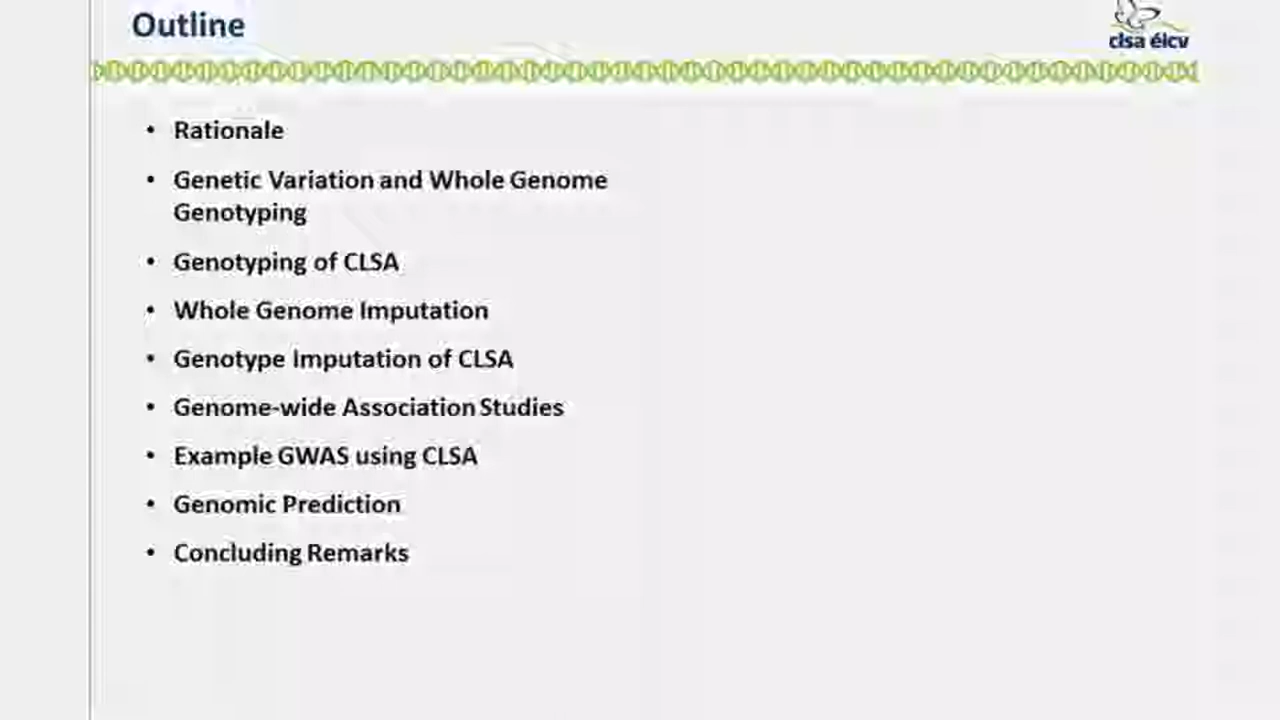 Outline
clsa élcv
• Rationale
• Genetic Variation and Whole Genome
Genotyping
• Genotyping of CLSA
• Whole Genome Imputation
• Genotype Imputation of CLSA
• Genome-wide Association Studies
• Example GWAS using CLSA
• Genomic Prediction
• Concluding Remarks